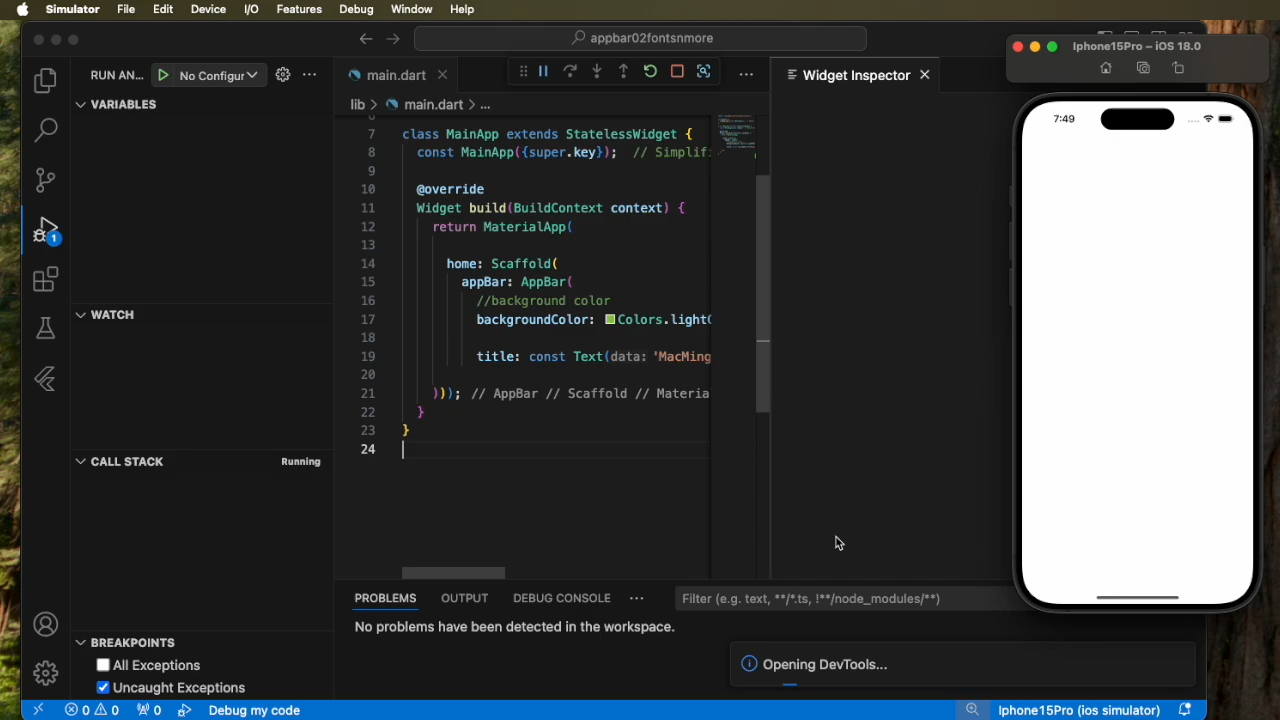 Simulator File Edit Device I/O Features Debug Window Help
appbar02fontsnmore
Iphone15Pro – iOS 18.0
RUN AN... No Configur
main.dart
Widget Inspector
VARIABLES
lib > main.dart > ...
7:49
7 class MainApp extends StatelessWidget {
8 const MainApp({super.key}); // Simplifi
9
10 @override
11 Widget build(BuildContext context) {
12 return MaterialApp(
13
14 home: Scaffold(
15 appBar: AppBar(
16 //background color
17 backgroundColor: Colors.lightG
18
19 title: const Text(data: 'MacMing
20
21 ))); // AppBar // Scaffold // Materia
22 }
23 }
24
WATCH
CALL STACK Running
PROBLEMS OUTPUT DEBUG CONSOLE ...
Filter (e.g. text, **/*.ts, !**/node_modules/**)
No problems have been detected in the workspace.
BREAKPOINTS
All Exceptions
Uncaught Exceptions
Opening DevTools...
1
0 0 0 Debug my code
Iphone15Pro (ios simulator)